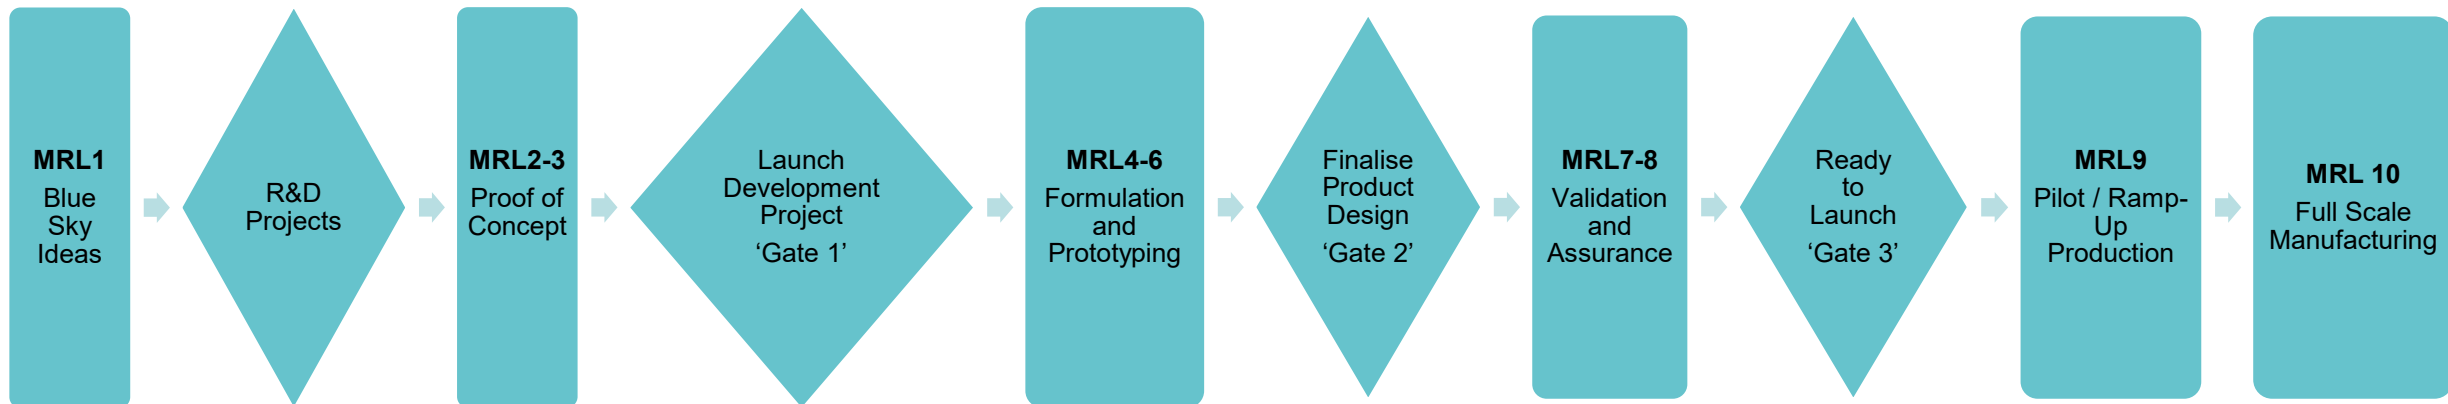 MRL1
Blue
Sky
Ideas
R&D
Projects
MRL2-3
Proof of
Concept
Launch
Development
Project
‘Gate 1’
MRL4-6
Formulation
and
Prototyping
Finalise
Product
Design
‘Gate 2’
MRL7-8
Validation
and
Assurance
Ready
to
Launch
‘Gate 3’
MRL9
Pilot / Ramp-
Up
Production
MRL 10
Full Scale
Manufacturing